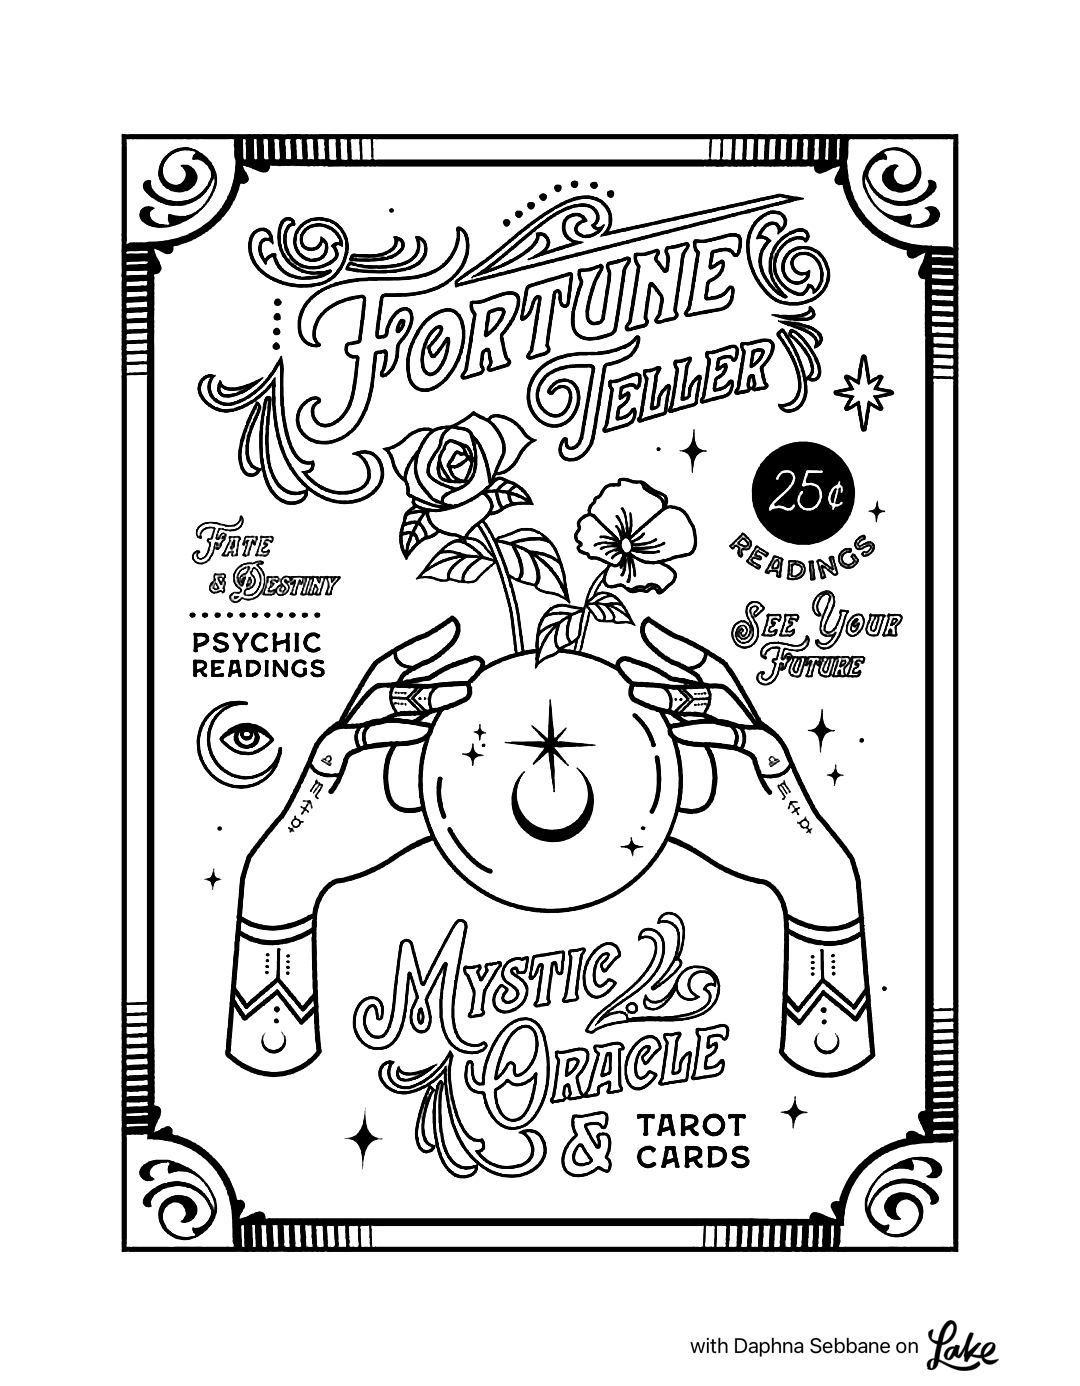 FORTUNE
TELLER
25¢
READINGS
FATE
& DESTINY
PSYCHIC
READINGS
SEE YOUR
FUTURE
MYSTIC
ORACLE
& TAROT
CARDS
with Daphna Sebbane on Lake